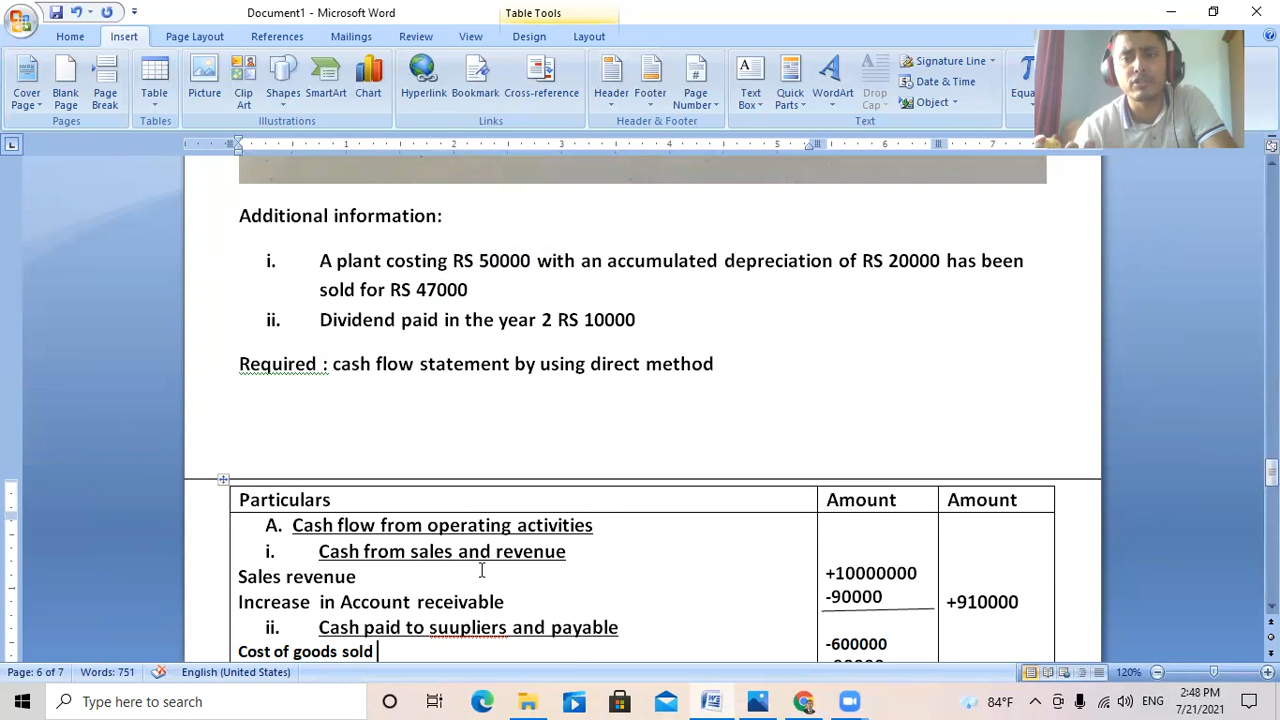 Document1 - Microsoft Word
Table Tools
Home
Insert
Page Layout
References
Mailings
Review
View
Design
Layout
Cover Page
Blank Page
Page Break
Table
Picture
Clip Art
Shapes
SmartArt
Chart
Hyperlink
Bookmark
Cross-reference
Header
Footer
Page Number
Text Box
Quick Parts
WordArt
Drop Cap
Signature Line
Date & Time
Object
Pages
Tables
Illustrations
Links
Header & Footer
Text
1 2 3 4 5 6 7
Additional information:
i. A plant costing RS 50000 with an accumulated depreciation of RS 20000 has been
sold for RS 47000
ii. Dividend paid in the year 2 RS 10000
Required : cash flow statement by using direct method
Particulars Amount Amount
A. Cash flow from operating activities
i. Cash from sales and revenue
Sales revenue +10000000
Increase in Account receivable -90000 +910000
ii. Cash paid to suupliers and payable
Cost of goods sold -600000
Page: 6 of 7
Words: 751
English (United States)
120%
Type here to search
84°F
ENG
2:48 PM
7/21/2021